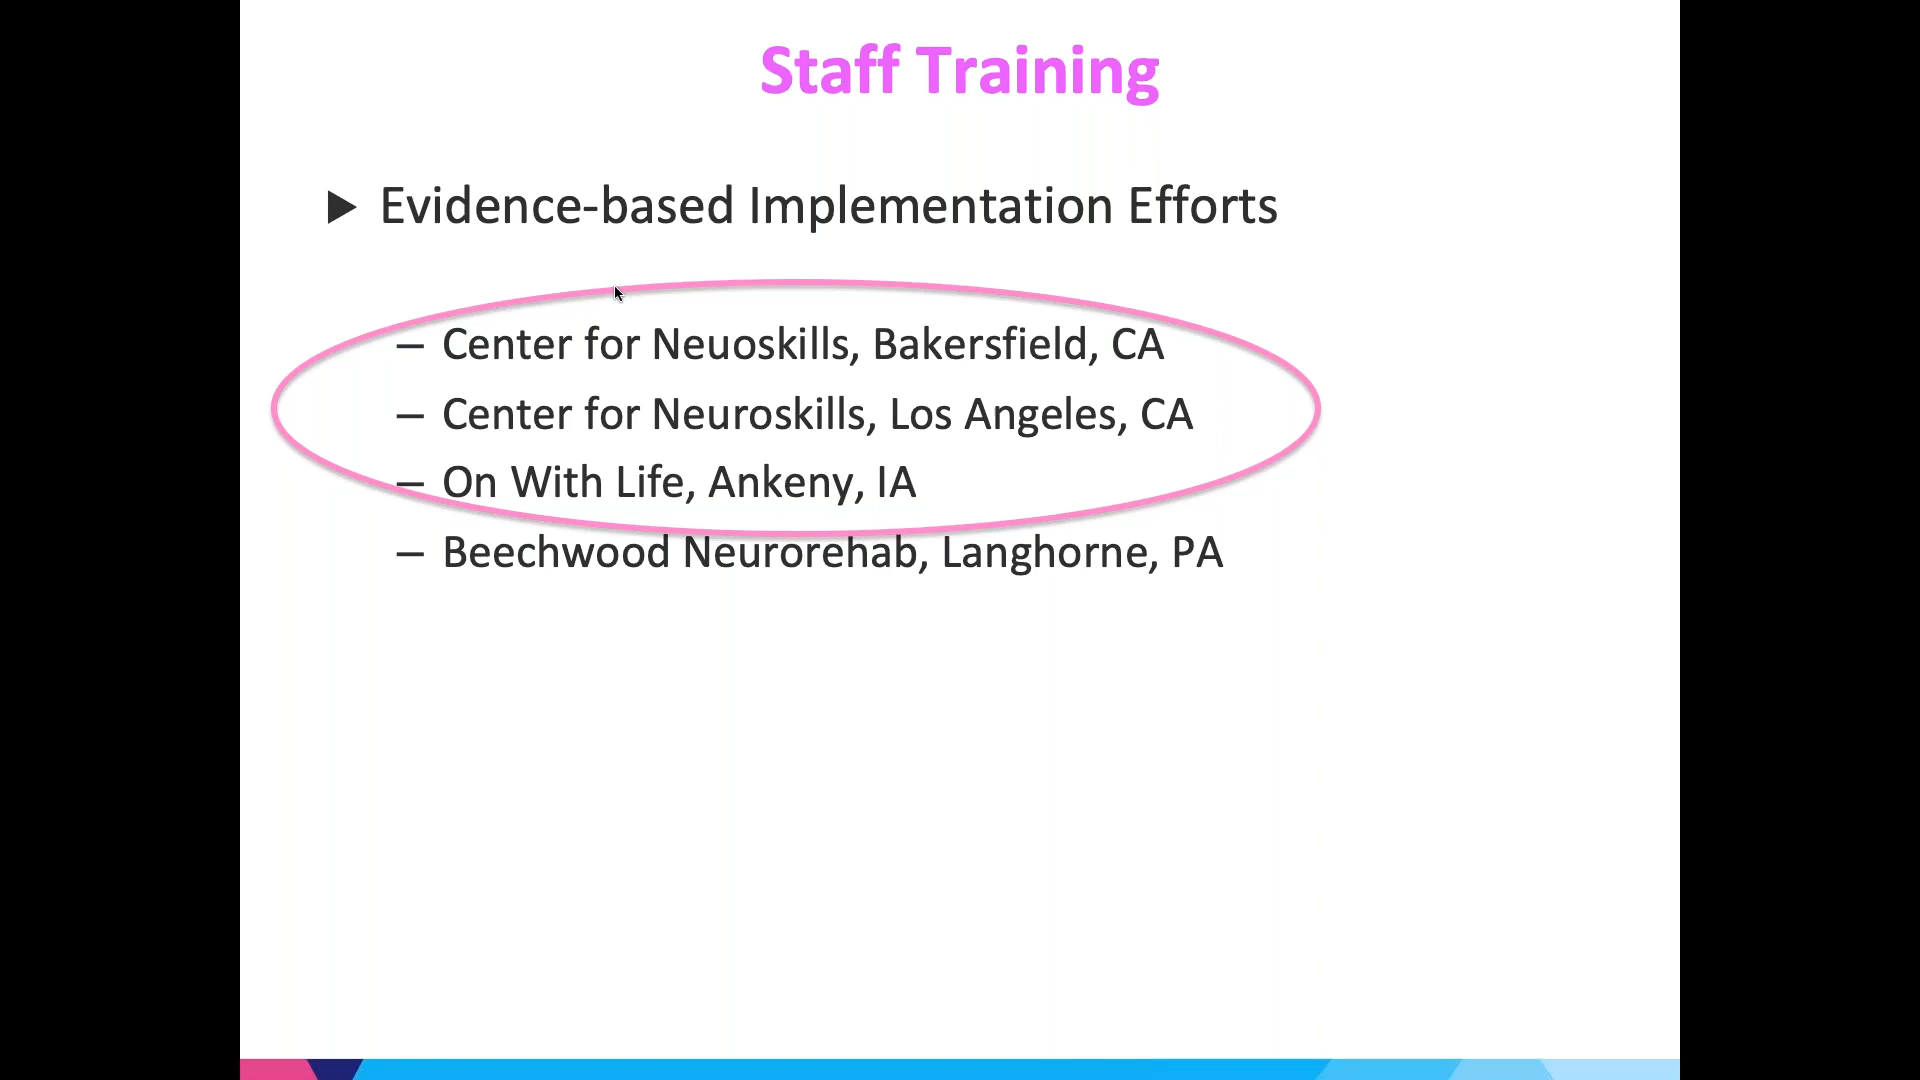 Staff Training
▶ Evidence-based Implementation Efforts
– Center for Neuoskills, Bakersfield, CA
– Center for Neuroskills, Los Angeles, CA
– On With Life, Ankeny, IA
– Beechwood Neurorehab, Langhorne, PA